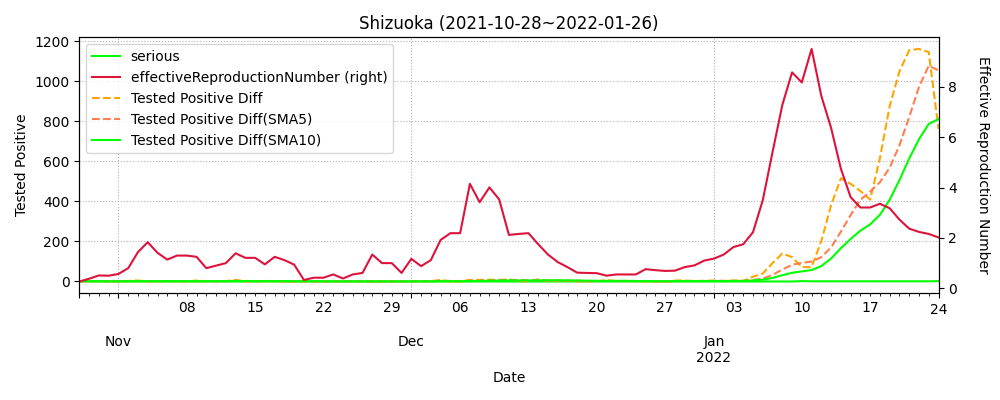 Shizuoka (2021-10-28~2022-01-26)
serious
effectiveReproductionNumber (right)
Tested Positive Diff
Tested Positive Diff(SMA5)
Tested Positive Diff(SMA10)
Tested Positive
1200
1000
800
600
400
200
0
Effective Reproduction Number
8
6
4
2
0
08 15 22 29 06 13 20 27 03 10 17 24
Nov Dec Jan
2022
Date